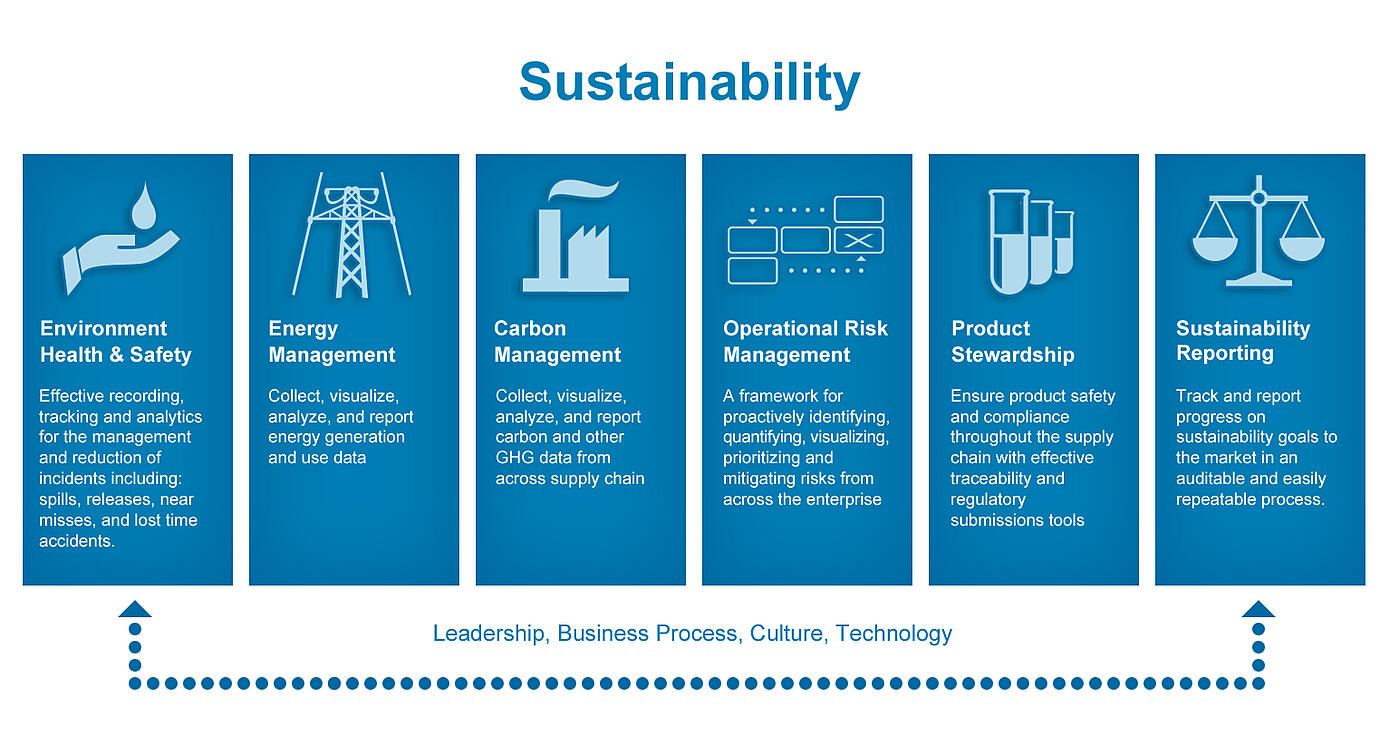 Sustainability
Environment
Health & Safety
Effective recording,
tracking and analytics
for the management
and reduction of
incidents including:
spills, releases, near
misses, and lost time
accidents.
Energy
Management
Collect, visualize,
analyze, and report
energy generation
and use data
Carbon
Management
Collect, visualize,
analyze, and report
carbon and other
GHG data from
across supply chain
Operational Risk
Management
A framework for
proactively identifying,
quantifying, visualizing,
prioritizing and
mitigating risks from
across the enterprise
Product
Stewardship
Ensure product safety
and compliance
throughout the supply
chain with effective
traceability and
regulatory
submissions tools
Sustainability
Reporting
Track and report
progress on
sustainability goals to
the market in an
auditable and easily
repeatable process.
Leadership, Business Process, Culture, Technology